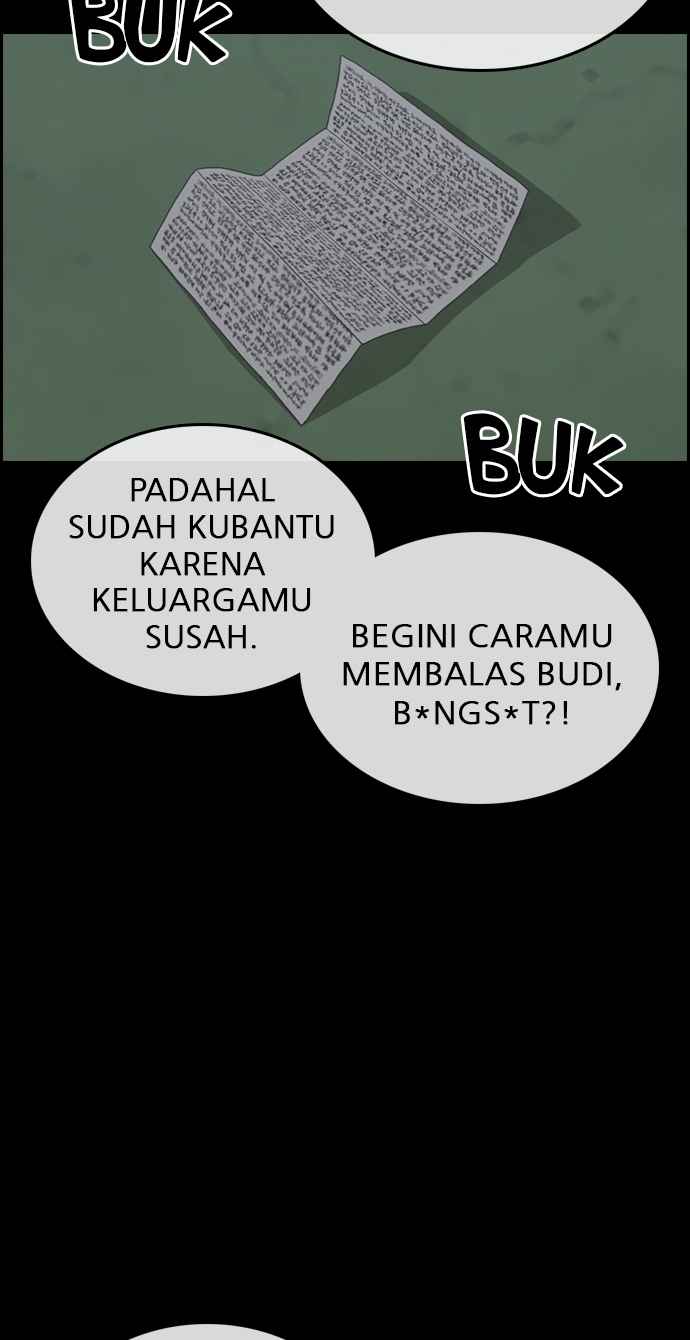 BUK
BUK
PADAHAL
SUDAH KUBANTU
KARENA
KELUARGAMU
SUSAH.
BEGINI CARAMU
MEMBALAS BUDI,
B*NGS*T?!